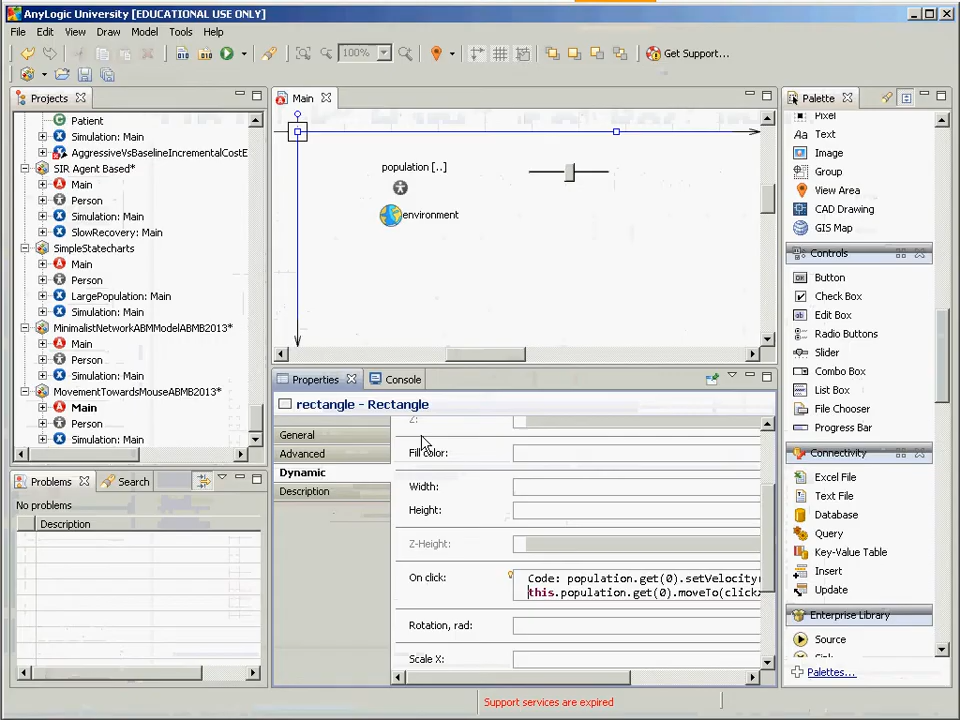 AnyLogic University [EDUCATIONAL USE ONLY]
File Edit View Draw Model Tools Help
100%
Get Support...
Projects
Patient
Simulation: Main
AggressiveVsBaselineIncrementalCostE
SIR Agent Based*
Main
Person
Simulation: Main
SlowRecovery: Main
SimpleStatecharts
Main
Person
LargePopulation: Main
Simulation: Main
MinimalistNetworkABMModelABMB2013*
Main
Person
Simulation: Main
MovementTowardsMouseABMB2013*
Main
Person
Simulation: Main
Problems
Search
No problems
Description
Main
population [..]
environment
Properties
Console
rectangle - Rectangle
General
Advanced
Dynamic
Description
Z:
Fill color:
Width:
Height:
Z-Height:
On click:
Code: population.get(0).setVelocity
this.population.get(0).moveTo(click
Rotation, rad:
Scale X:
Palette
Pixel
Text
Image
Group
View Area
CAD Drawing
GIS Map
Controls
Button
Check Box
Edit Box
Radio Buttons
Slider
Combo Box
List Box
File Chooser
Progress Bar
Connectivity
Excel File
Text File
Database
Query
Key-Value Table
Insert
Update
Enterprise Library
Source
Palettes...
Support services are expired